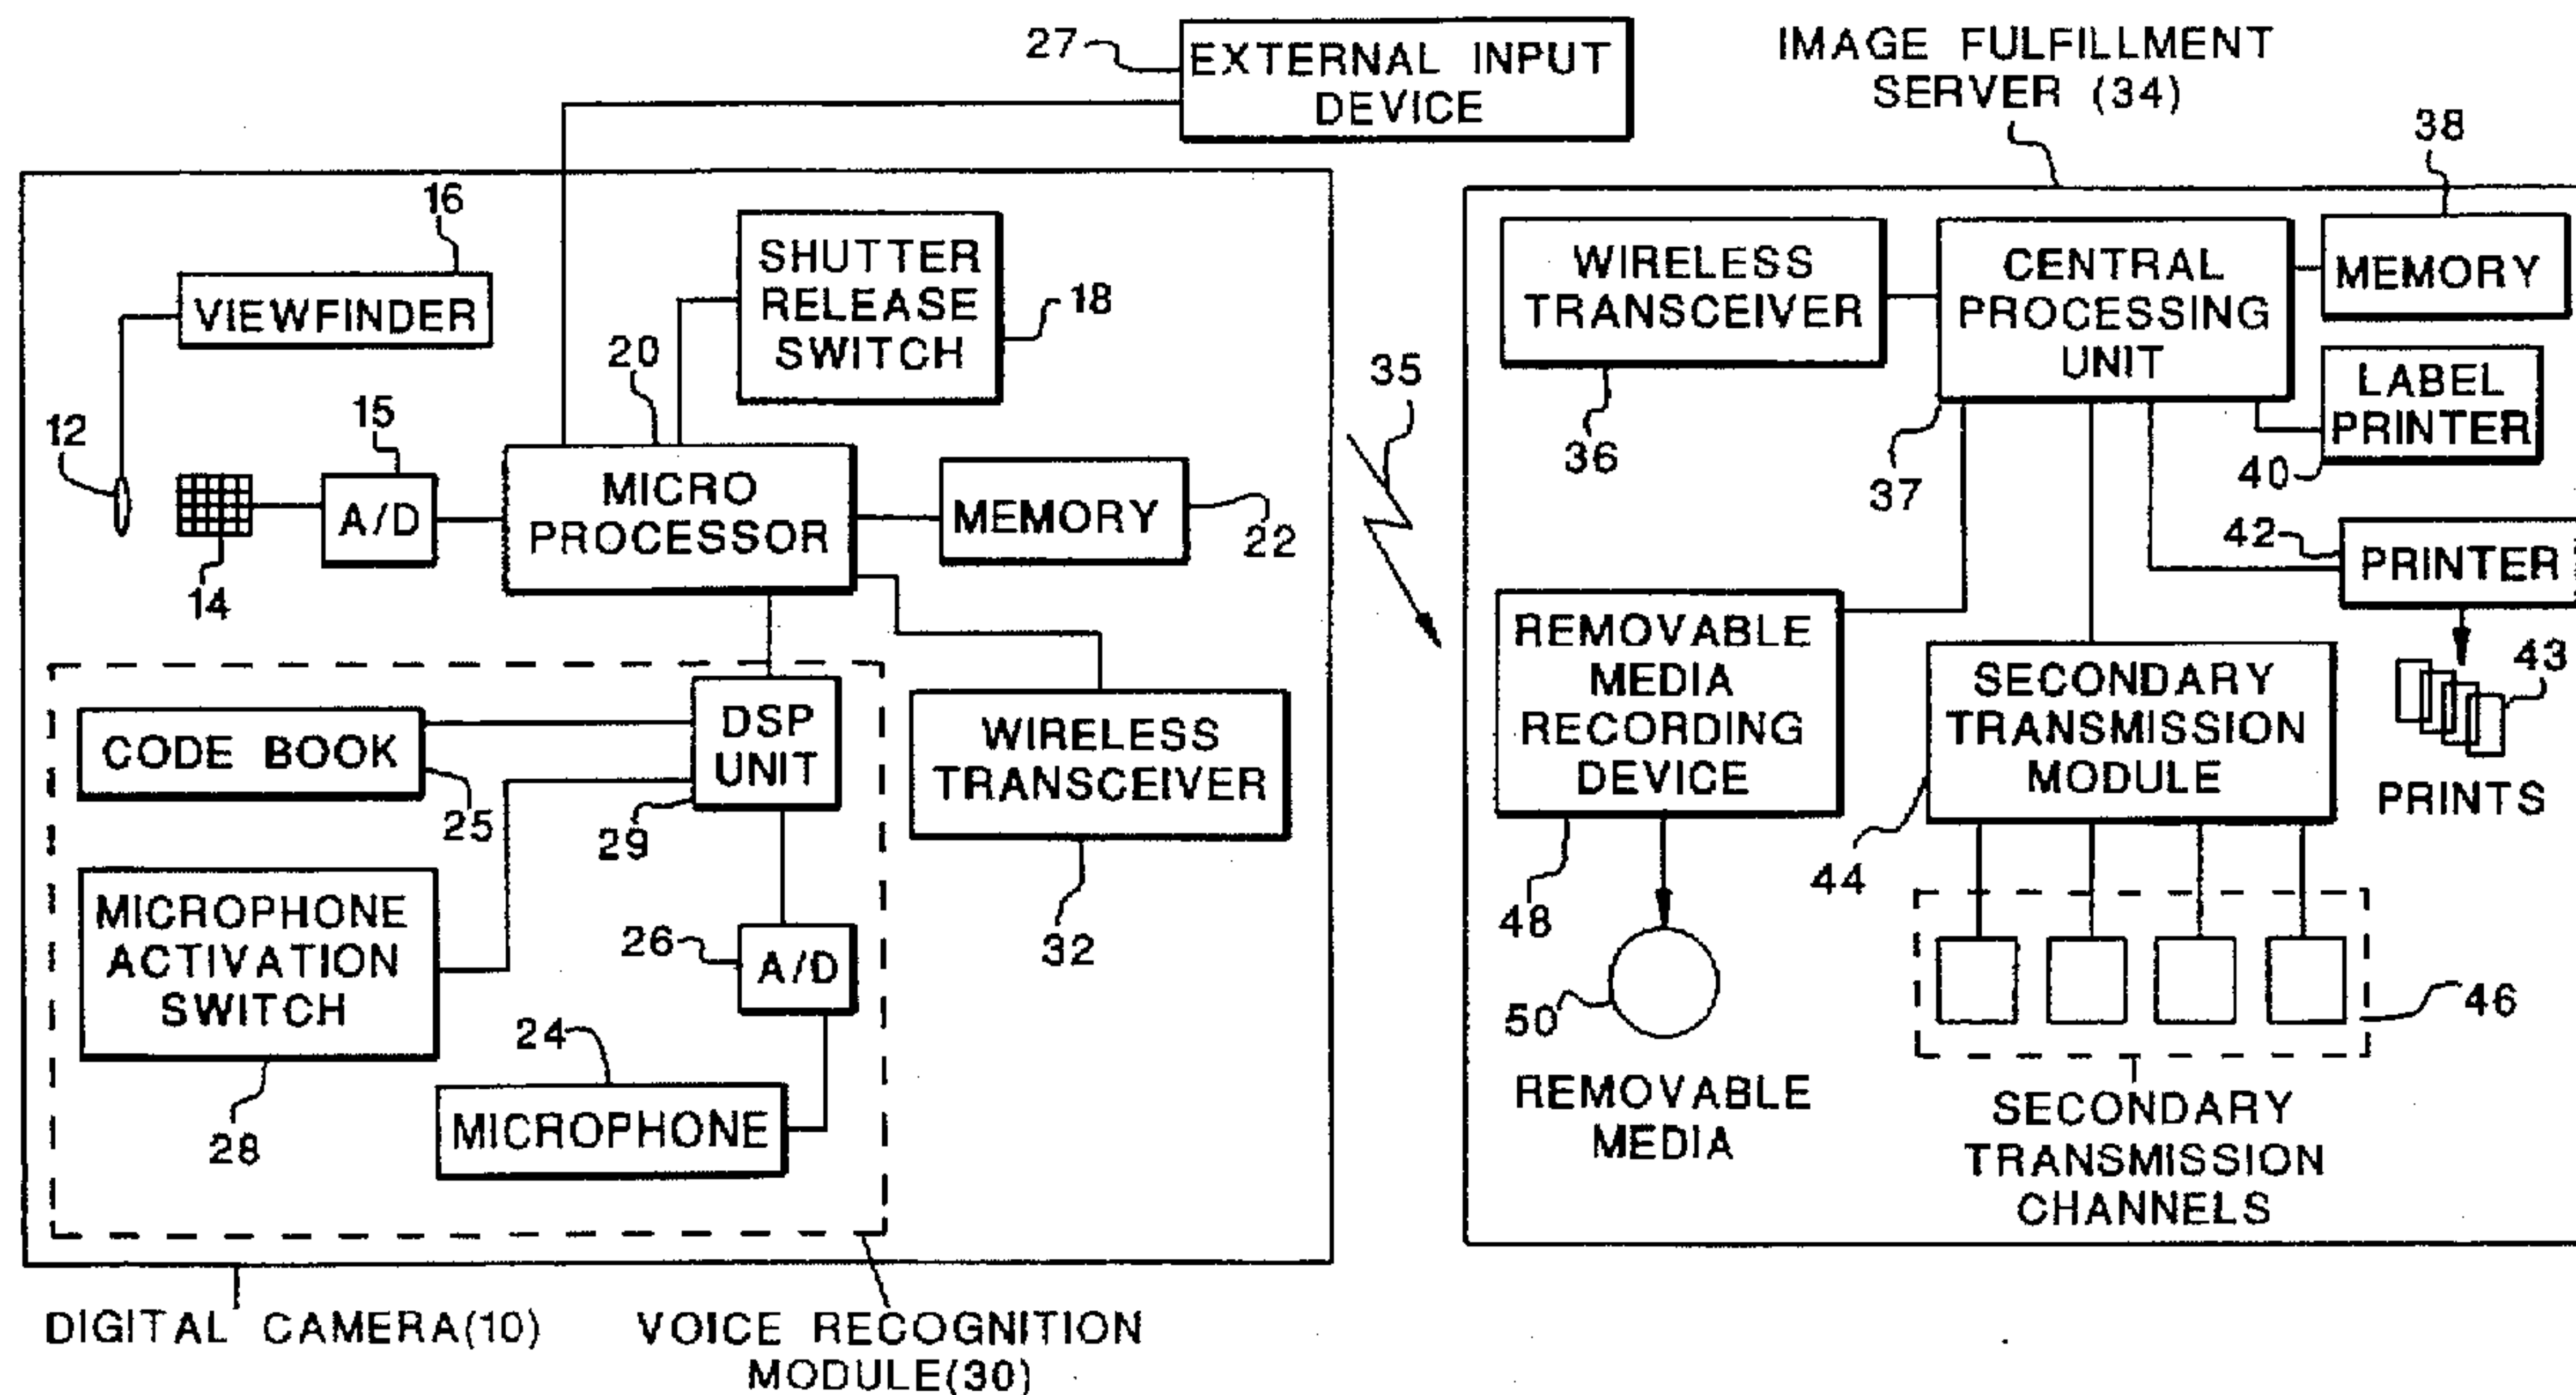 27
EXTERNAL INPUT
DEVICE
IMAGE FULFILLMENT
SERVER (34)
38
16
VIEWFINDER
SHUTTER
RELEASE
SWITCH
18
20
12
15
A/D
14
MICRO
PROCESSOR
MEMORY
22
35
CODE BOOK
25
DSP
UNIT
29
WIRELESS
TRANSCEIVER
32
MICROPHONE
ACTIVATION
SWITCH
28
26
A/D
24
MICROPHONE
DIGITAL CAMERA(10)
VOICE RECOGNITION
MODULE(30)
WIRELESS
TRANSCEIVER
36
CENTRAL
PROCESSING
UNIT
37
MEMORY
LABEL
PRINTER
40
42
PRINTER
43
PRINTS
REMOVABLE
MEDIA
RECORDING
DEVICE
48
50
REMOVABLE
MEDIA
SECONDARY
TRANSMISSION
MODULE
44
46
SECONDARY
TRANSMISSION
CHANNELS